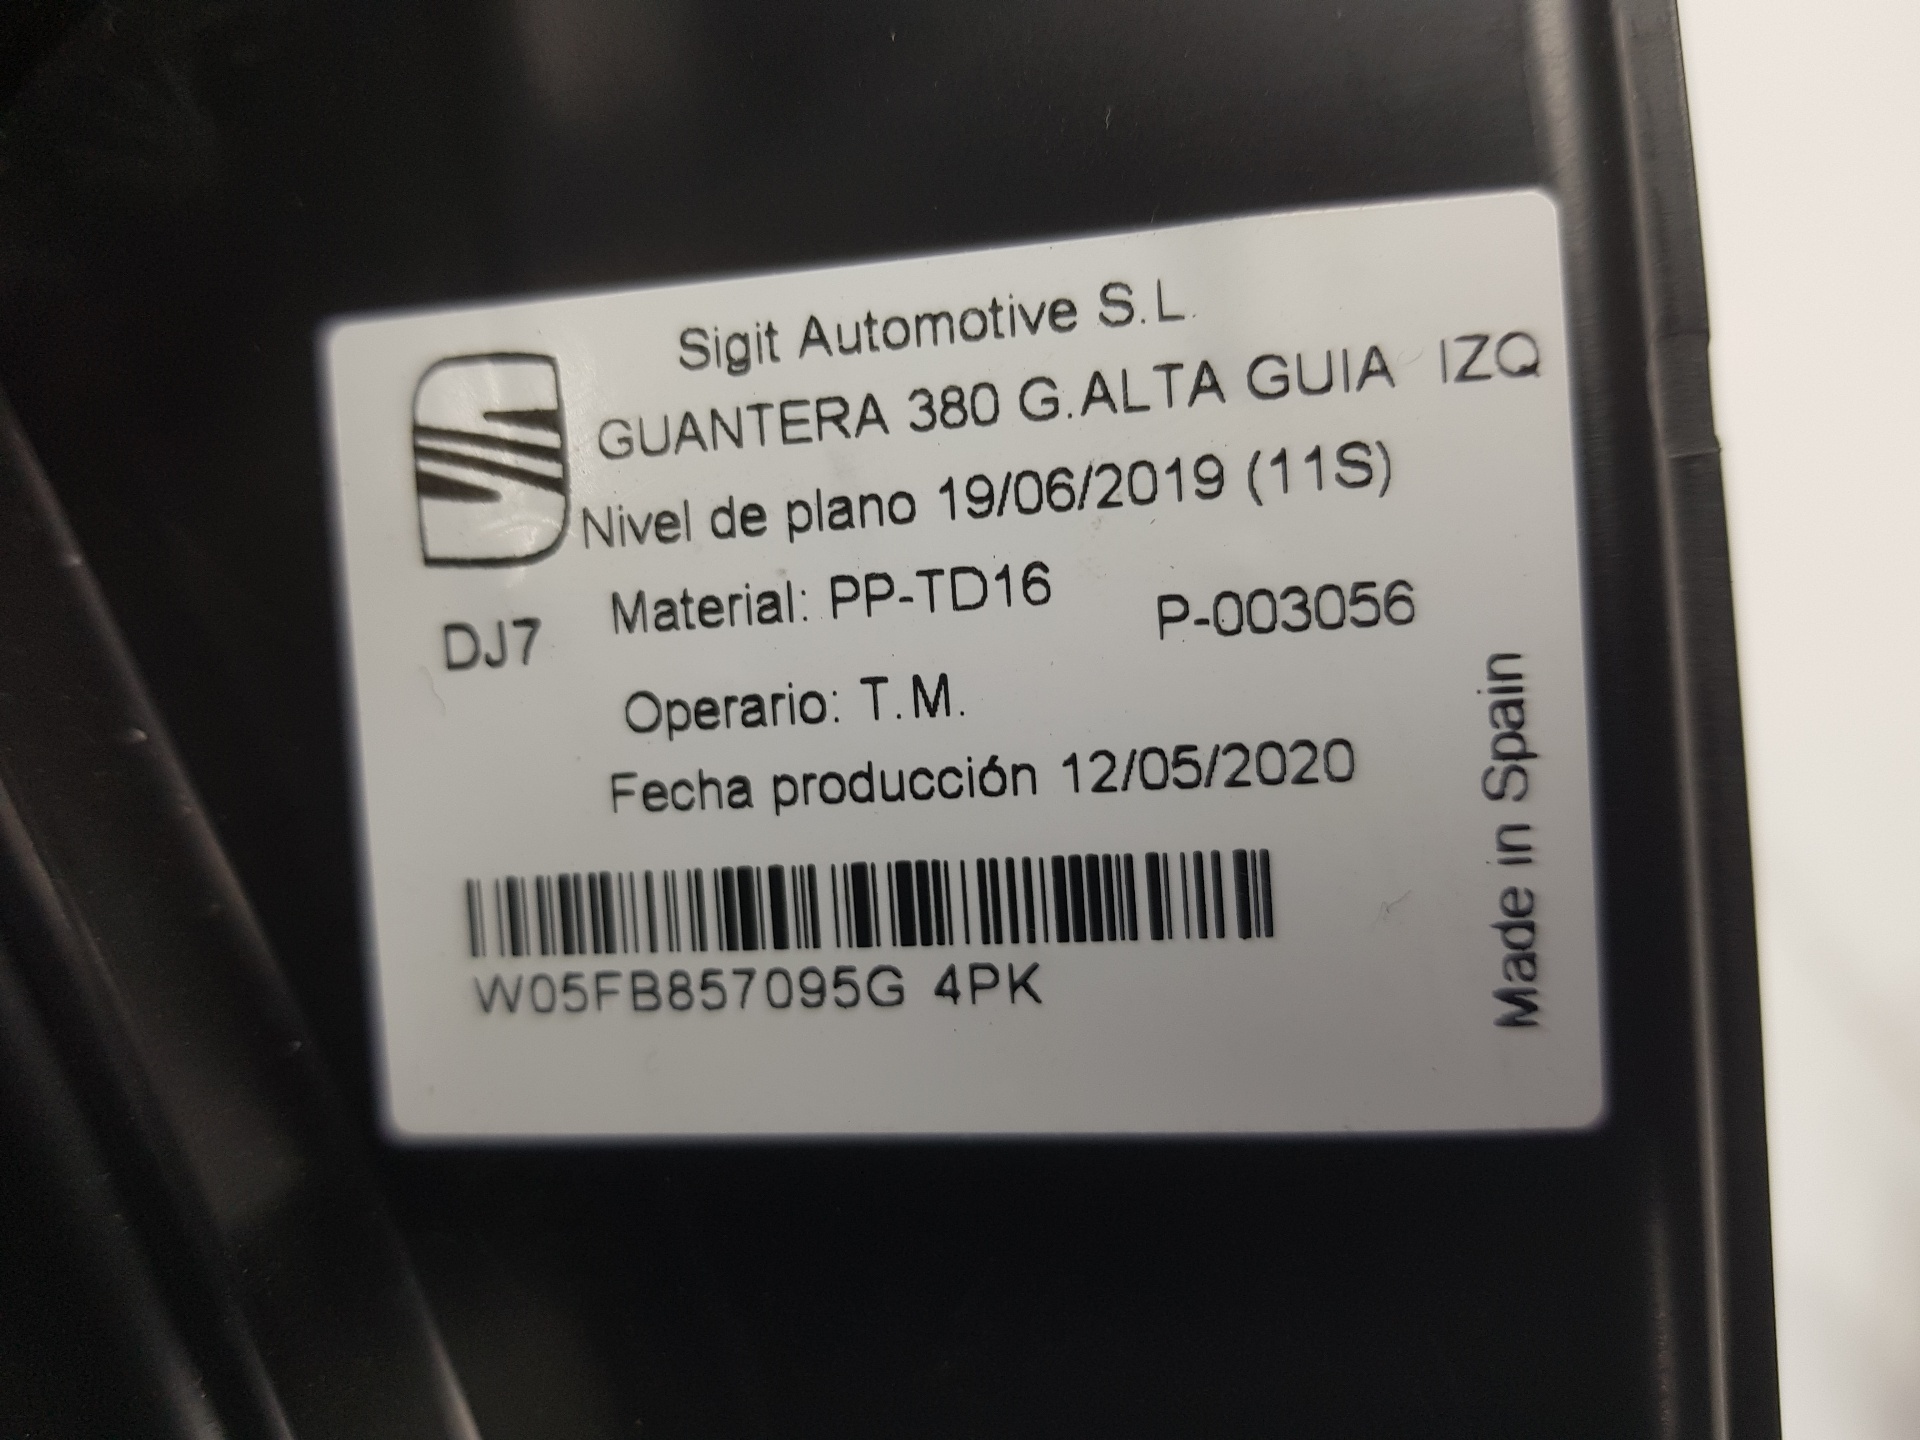 Sigit Automotive S.L.
GUANTERA 380 G.ALTA GUIA IZQ
Nivel de plano 19/06/2019 (11S)
Material: PP-TD16
P-003056
DJ7
Operario: T.M.
Fecha producción 12/05/2020
W05FB857095G 4PK
Made in Spain